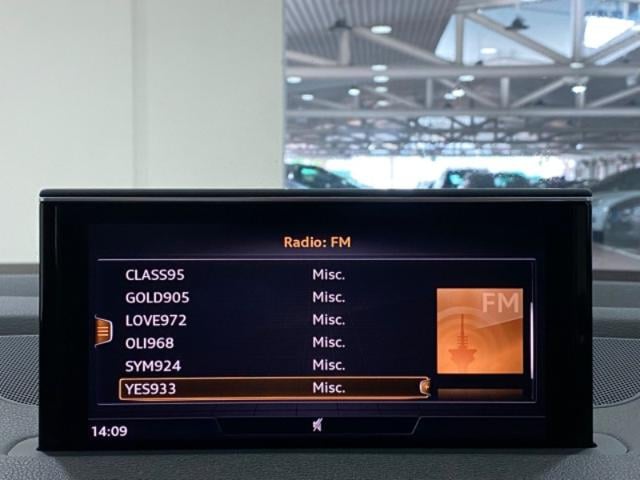 Radio: FM
CLASS95 Misc.
GOLD905 Misc.
LOVE972 Misc.
OLI968 Misc.
SYM924 Misc.
YES933 Misc.
FM
14:09